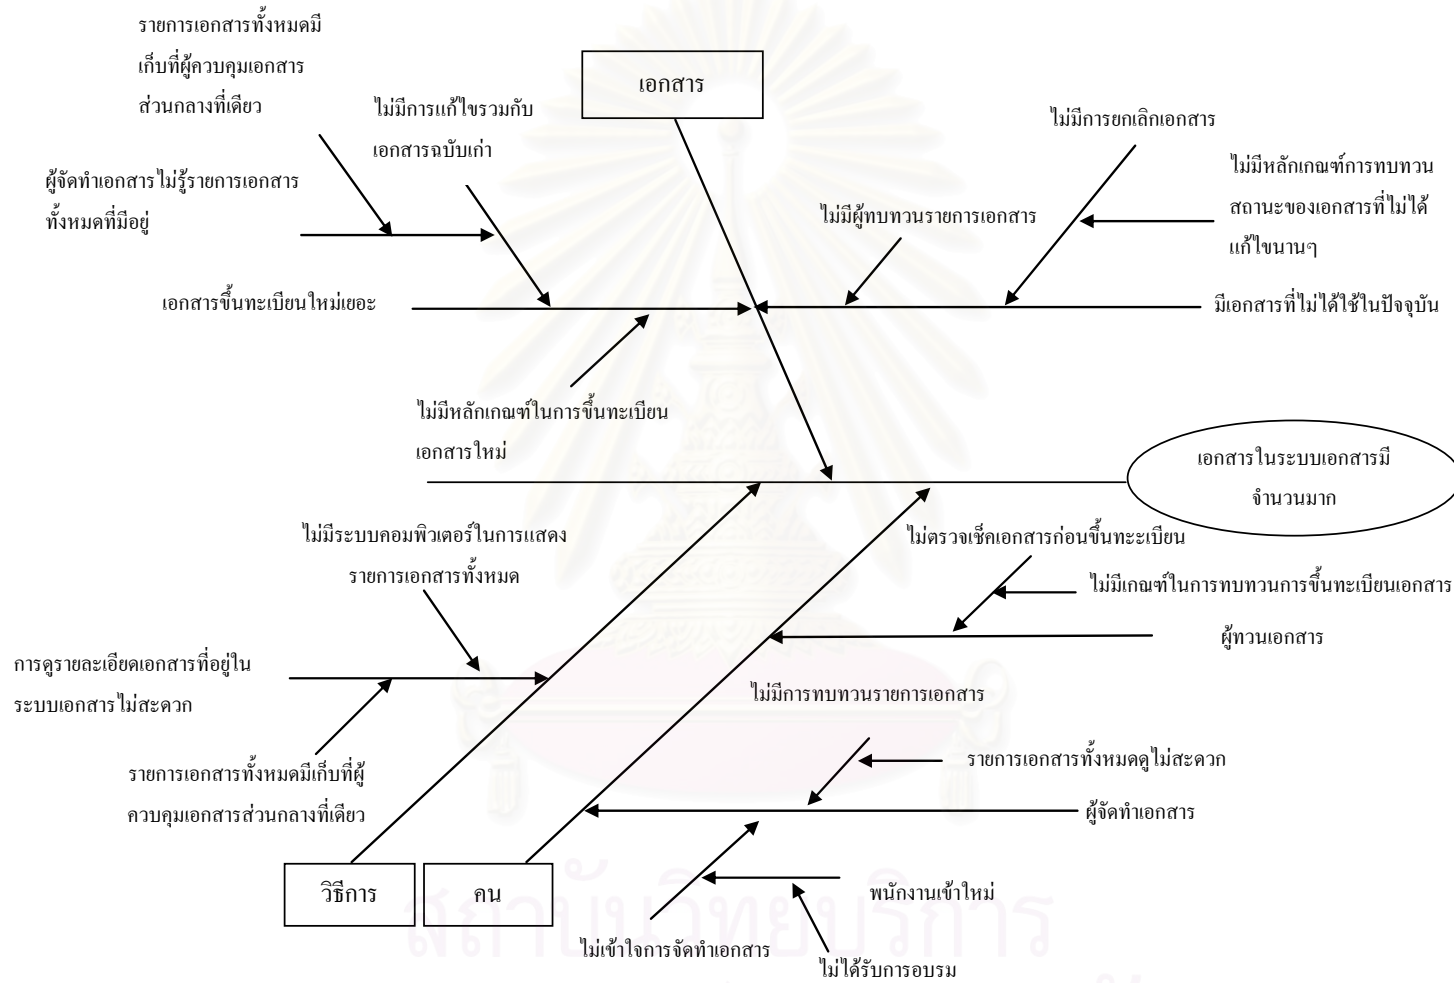 รายการเอกสารทั้งหมดมี
เก็บที่ผู้ควบคุมเอกสาร
ส่วนกลางที่เดียว
เอกสาร
ไม่มีการแก้ไขรวมกับ
เอกสารฉบับเก่า
ไม่มีการยกเลิกเอกสาร
ผู้จัดทำเอกสารไม่รู้รายการเอกสาร
ทั้งหมดที่มีอยู่
ไม่มีหลักเกณฑ์การทบทวน
สถานะของเอกสารที่ไม่ได้
แก้ไขนานๆ
ไม่มีผู้ทบทวนรายการเอกสาร
เอกสารขึ้นทะเบียนใหม่เยอะ
มีเอกสารที่ไม่ได้ใช้ในปัจจุบัน
ไม่มีหลักเกณฑ์ในการขึ้นทะเบียน
เอกสารใหม่
เอกสารในระบบเอกสารมี
จำนวนมาก
ไม่มีระบบคอมพิวเตอร์ในการแสดง
รายการเอกสารทั้งหมด
ไม่ตรวจเช็คเอกสารก่อนขึ้นทะะเบียน
ไม่มีเกณฑ์ในการทบทวนการขึ้นทะเบียนเอกสาร
ผู้ทวนเอกสาร
การดูรายละเอียดเอกสารที่อยู่ใน
ระบบเอกสารไม่สะดวก
ไม่มีการทบทวนรายการเอกสาร
รายการเอกสารทั้งหมดดูไม่สะดวก
รายการเอกสารทั้งหมดมีเก็บที่ผู้
ควบคุมเอกสารส่วนกลางที่เดียว
ผู้จัดทำเอกสาร
วิธีการ
คน
พนักงานเข้าใหม่
ไม่เข้าใจการจัดทำเอกสาร
ไม่ได้รับการอบรม
สถาบันวิทยบริการ